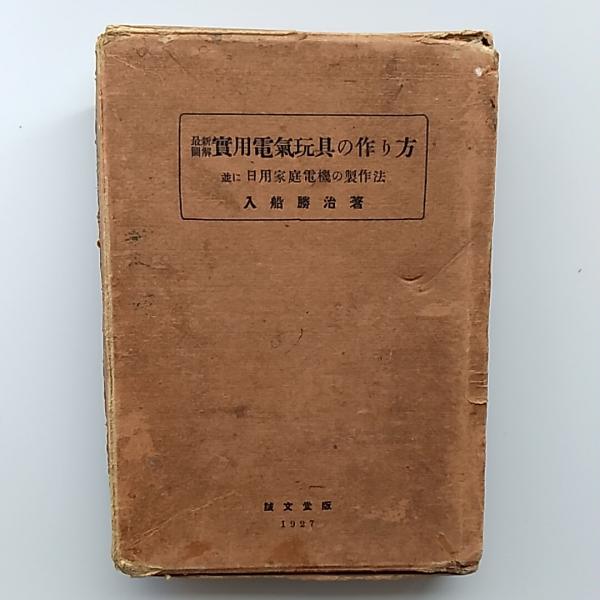 最新圖解 實用電氣玩具の作り方
並に 日用家庭電機の製作法
入船勝治著
誠文堂版
1927